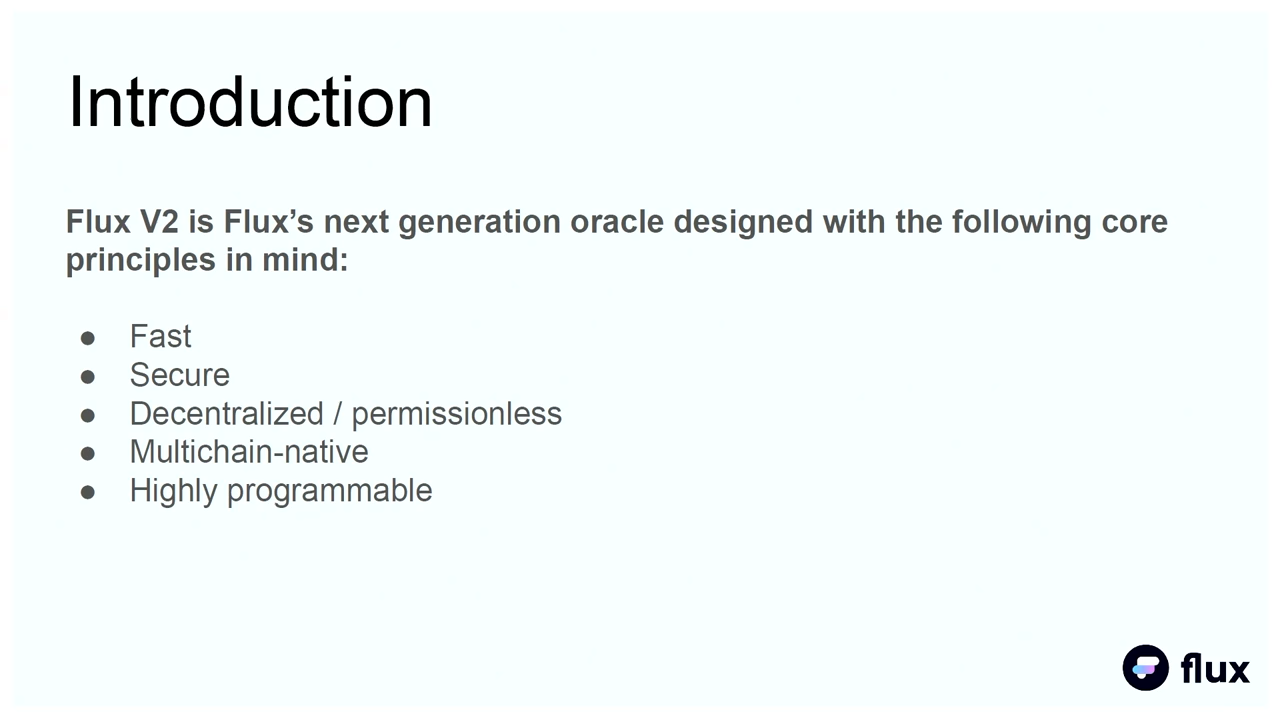 Introduction
Flux V2 is Flux’s next generation oracle designed with the following core
principles in mind:
● Fast
● Secure
● Decentralized / permissionless
● Multichain-native
● Highly programmable
flux